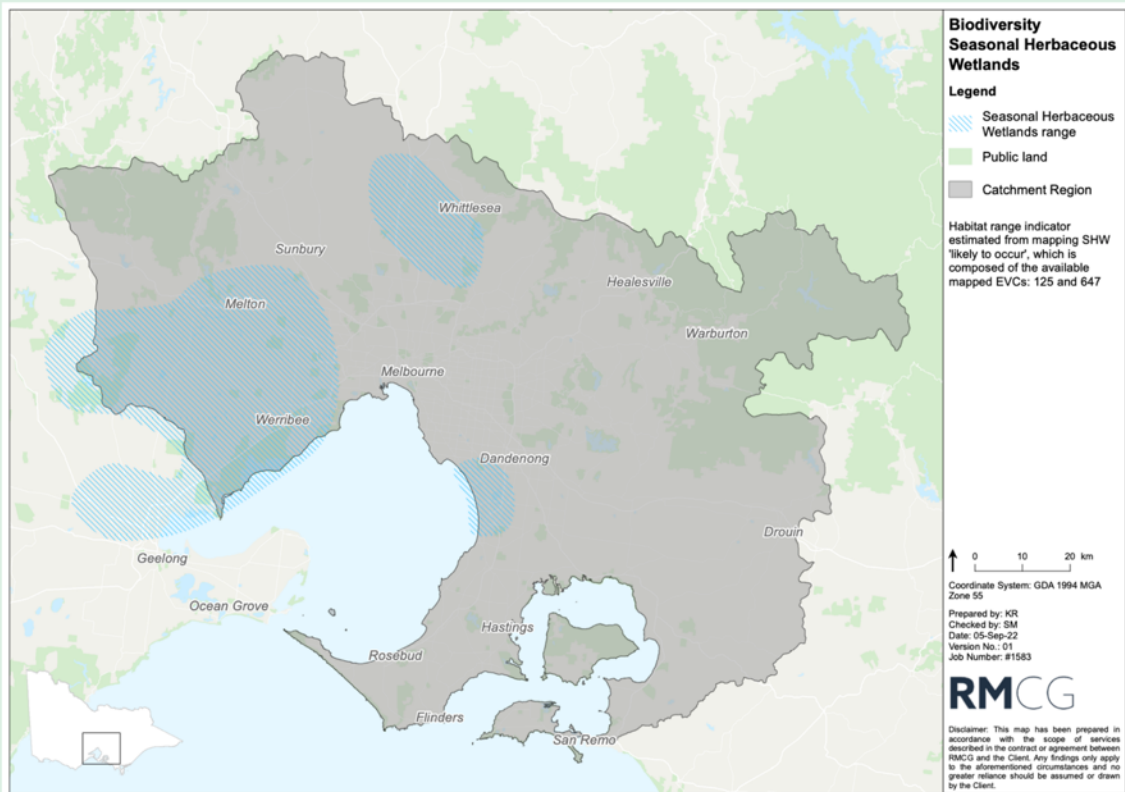 Biodiversity
Seasonal Herbaceous
Wetlands
Legend
Seasonal Herbaceous
Wetlands range
Public land
Catchment Region
Habitat range indicator
estimated from mapping SHW
'likely to occur', which is
composed of the available
mapped EVCs: 125 and 647
Whittlesea
Sunbury
Healesville
Melton
Warburton
Melbourne
Werribee
Dandenong
Drouin
Geelong
Ocean Grove
Hastings
Rosebud
Flinders
San Remo
0 10 20 km
Coordinate System: GDA 1994 MGA
Zone 55
Prepared by: KR
Checked by: SM
Date: 05-Sep-22
Version No.: 01
Job Number: #1583
RMCG
Disclaimer: This map has been prepared in
accordance with the scope of services
described in the contract or agreement between
RMCG and the Client. Any findings only apply
to the aforementioned circumstances and no
greater reliance should be assumed or drawn
by the Client.